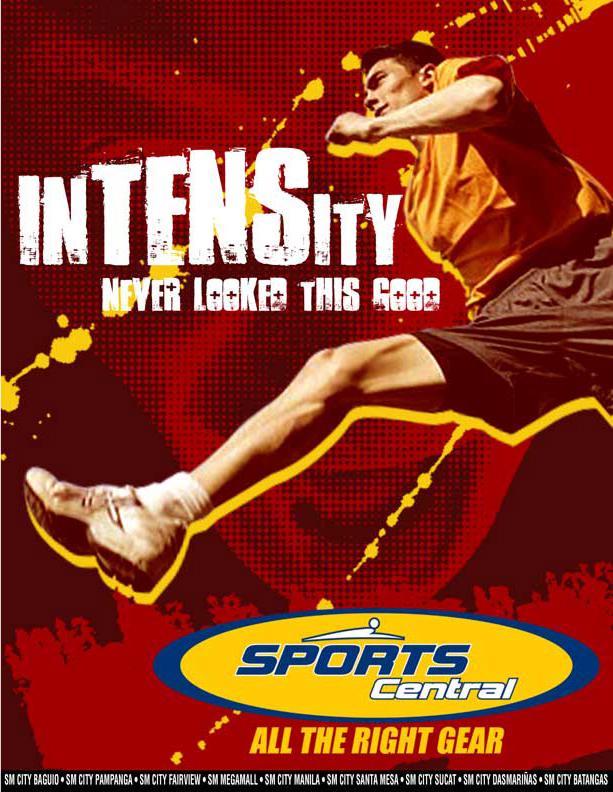 INTENSITY
NEVER LOOKED THIS GOOD
SPORTS
Central
ALL THE RIGHT GEAR
SM CITY BAGUIO • SM CITY PAMPANGA • SM CITY FAIRVIEW • SM MEGAMALL • SM CITY MANILA • SM CITY SANTA MESA • SM CITY SUCAT • SM CITY DASMARIÑAS • SM CITY BATANGAS